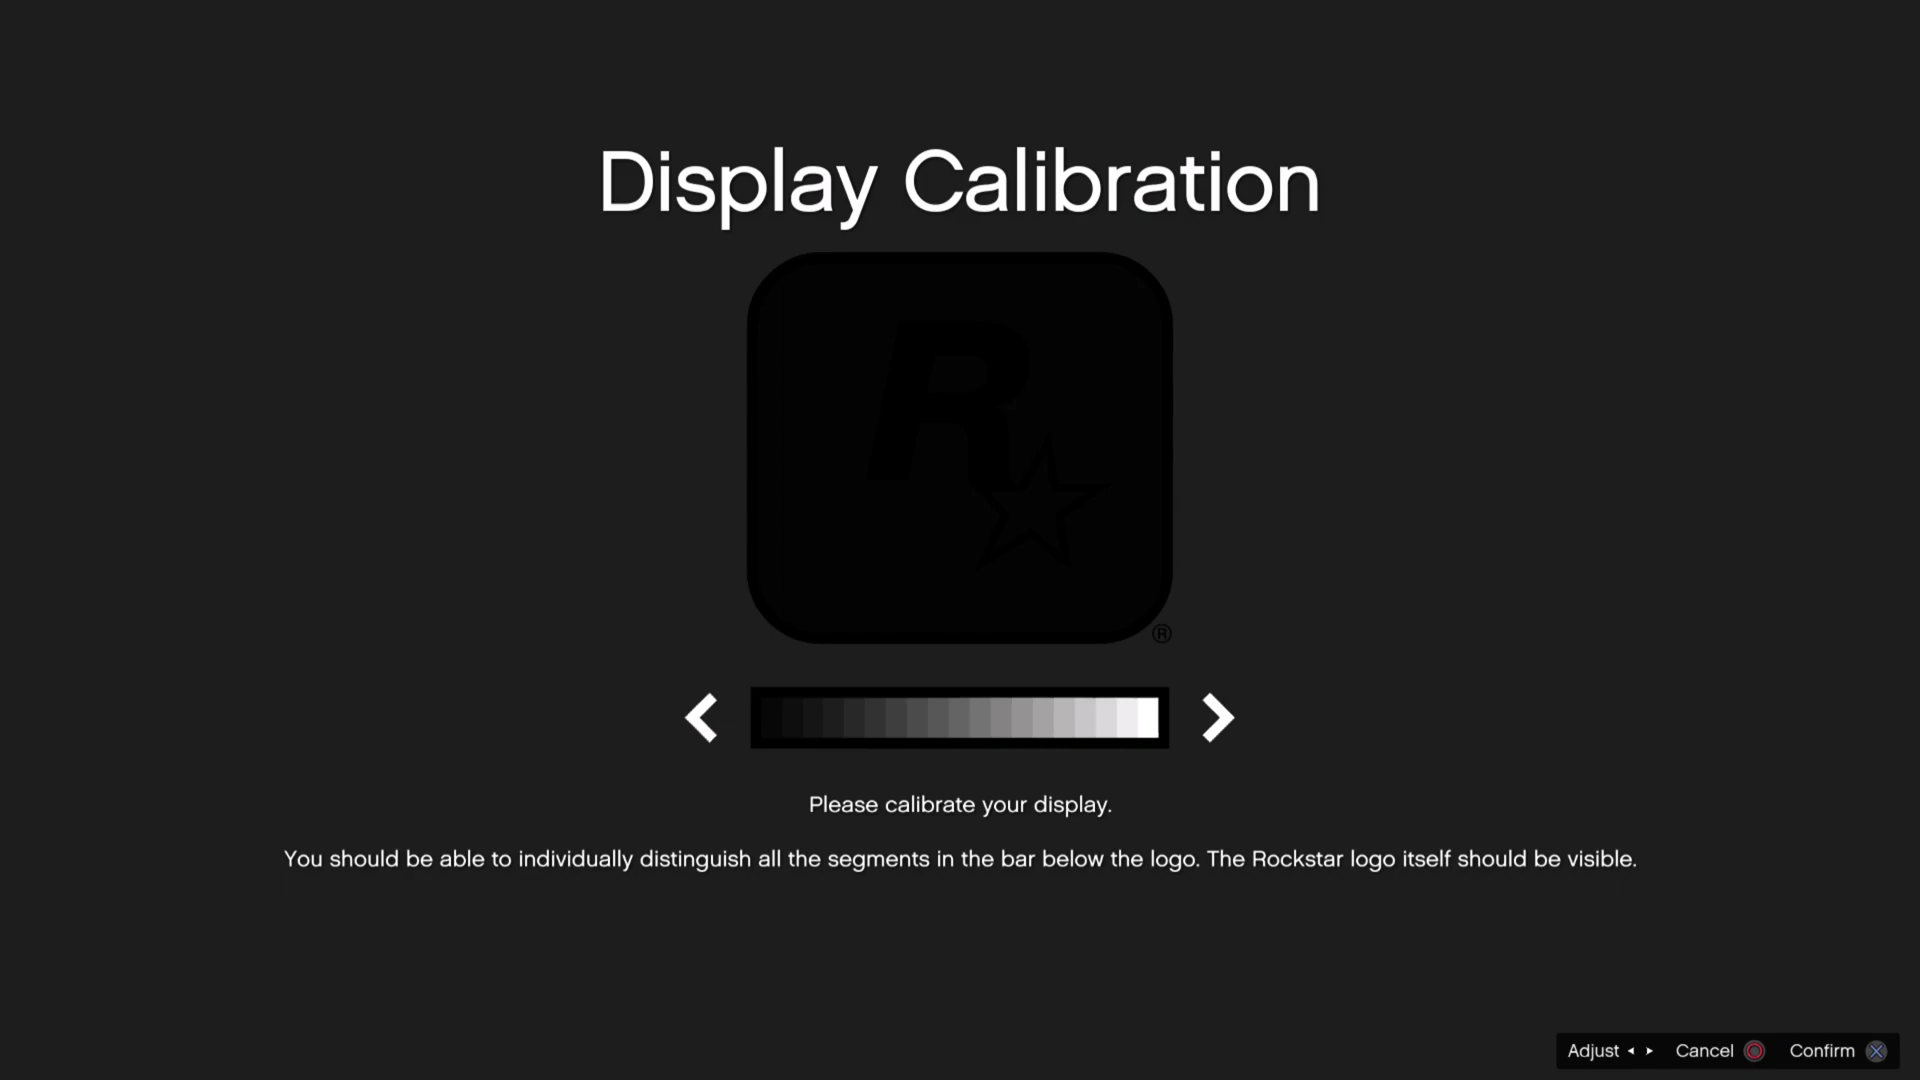 Display Calibration
R
®
Please calibrate your display.
You should be able to individually distinguish all the segments in the bar below the logo. The Rockstar logo itself should be visible.
Adjust Cancel Confirm